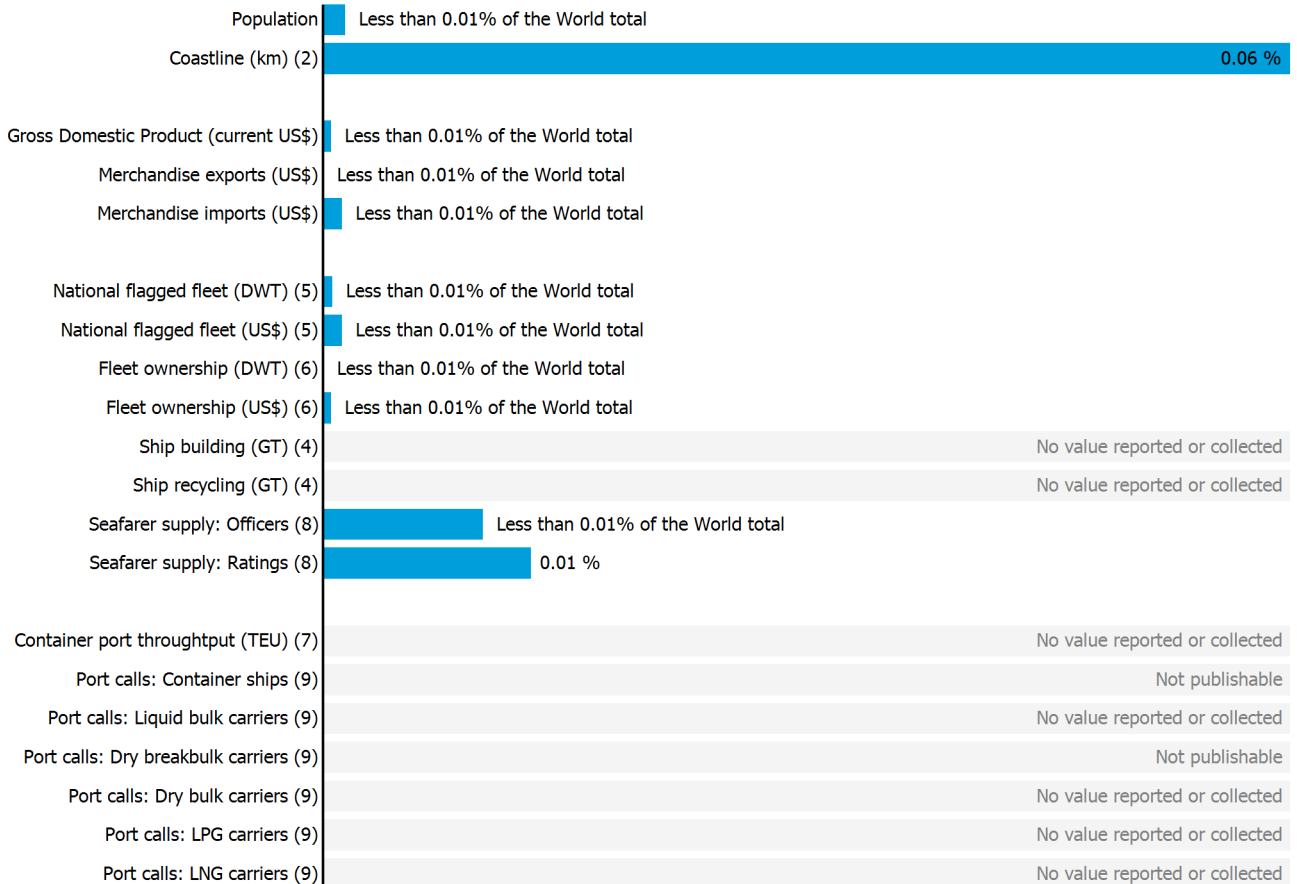 Population Less than 0.01% of the World total
Coastline (km) (2) 0.06 %
Gross Domestic Product (current US$) Less than 0.01% of the World total
Merchandise exports (US$) Less than 0.01% of the World total
Merchandise imports (US$) Less than 0.01% of the World total
National flagged fleet (DWT) (5) Less than 0.01% of the World total
National flagged fleet (US$) (5) Less than 0.01% of the World total
Fleet ownership (DWT) (6) Less than 0.01% of the World total
Fleet ownership (US$) (6) Less than 0.01% of the World total
Ship building (GT) (4) No value reported or collected
Ship recycling (GT) (4) No value reported or collected
Seafarer supply: Officers (8) Less than 0.01% of the World total
Seafarer supply: Ratings (8) 0.01 %
Container port throughtput (TEU) (7) No value reported or collected
Port calls: Container ships (9) Not publishable
Port calls: Liquid bulk carriers (9) No value reported or collected
Port calls: Dry breakbulk carriers (9) Not publishable
Port calls: Dry bulk carriers (9) No value reported or collected
Port calls: LPG carriers (9) No value reported or collected
Port calls: LNG carriers (9) No value reported or collected